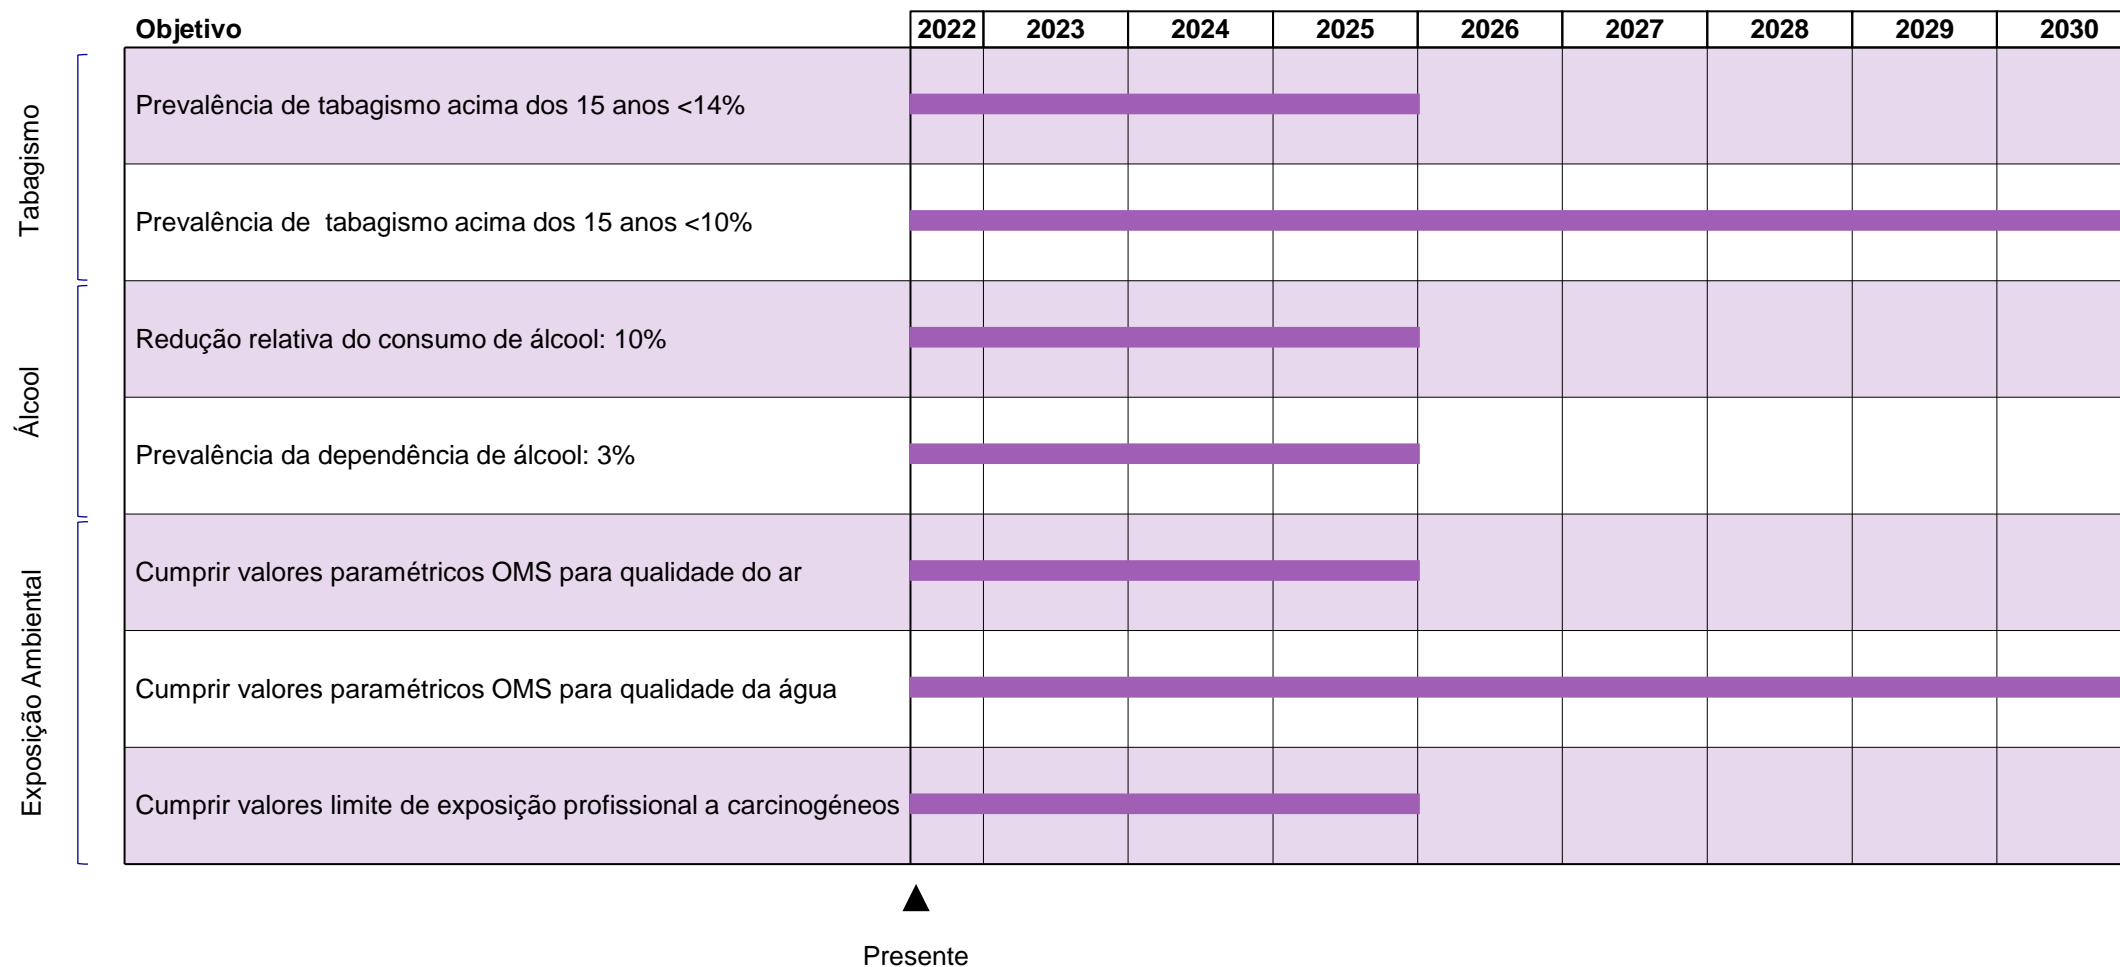 Objetivo 2022 2023 2024 2025 2026 2027 2028 2029 2030
Tabagismo
Prevalência de tabagismo acima dos 15 anos <14%
Prevalência de  tabagismo acima dos 15 anos <10%
Álcool
Redução relativa do consumo de álcool: 10%
Prevalência da dependência de álcool: 3%
Exposição Ambiental
Cumprir valores paramétricos OMS para qualidade do ar
Cumprir valores paramétricos OMS para qualidade da água
Cumprir valores limite de exposição profissional a carcinogéneos
Presente